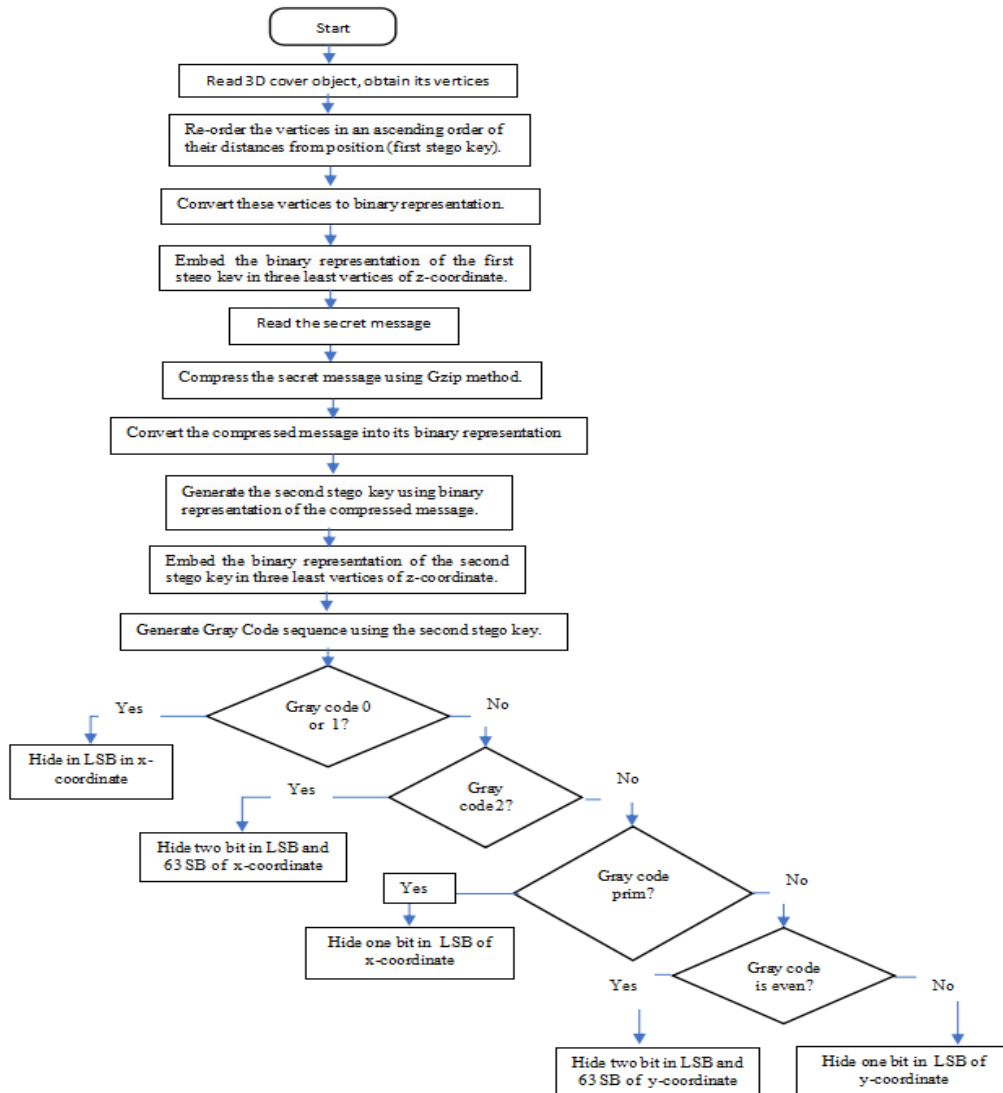 Start
Read 3D cover object, obtain its vertices
Re-order the vertices in an ascending order of
their distances from position (first stego key).
Convert these vertices to binary representation.
Embed the binary representation of the first
stego key in three least vertices of z-coordinate.
Read the secret message
Compress the secret message using Gzip method.
Convert the compressed message into its binary representation
Generate the second stego key using binary
representation of the compressed message.
Embed the binary representation of the second
stego key in three least vertices of z-coordinate.
Generate Gray Code sequence using the second stego key.
Gray code 0
or 1?
Yes
No
Hide in LSB in x-
coordinate
Gray
code 2?
Yes
No
Hide two bit in LSB and
63 SB of x-coordinate
Gray code
prim?
Yes
No
Hide one bit in LSB of
x-coordinate
Gray code
is even?
Yes
No
Hide two bit in LSB and
63 SB of y-coordinate
Hide one bit in LSB of
y-coordinate